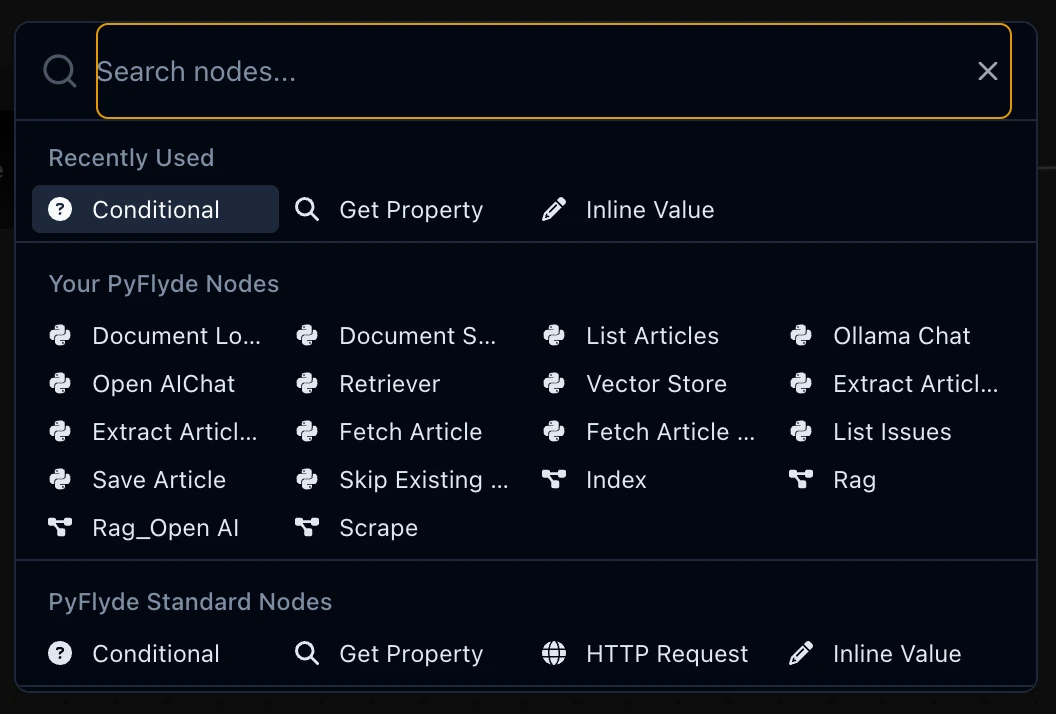 Search nodes...
Recently Used
Conditional Get Property Inline Value
Your PyFlyde Nodes
Document Lo... Document S... List Articles Ollama Chat
Open AIChat Retriever Vector Store Extract Articl...
Extract Articl... Fetch Article Fetch Article ... List Issues
Save Article Skip Existing ... Index Rag
Rag_Open AI Scrape
PyFlyde Standard Nodes
Conditional Get Property HTTP Request Inline Value